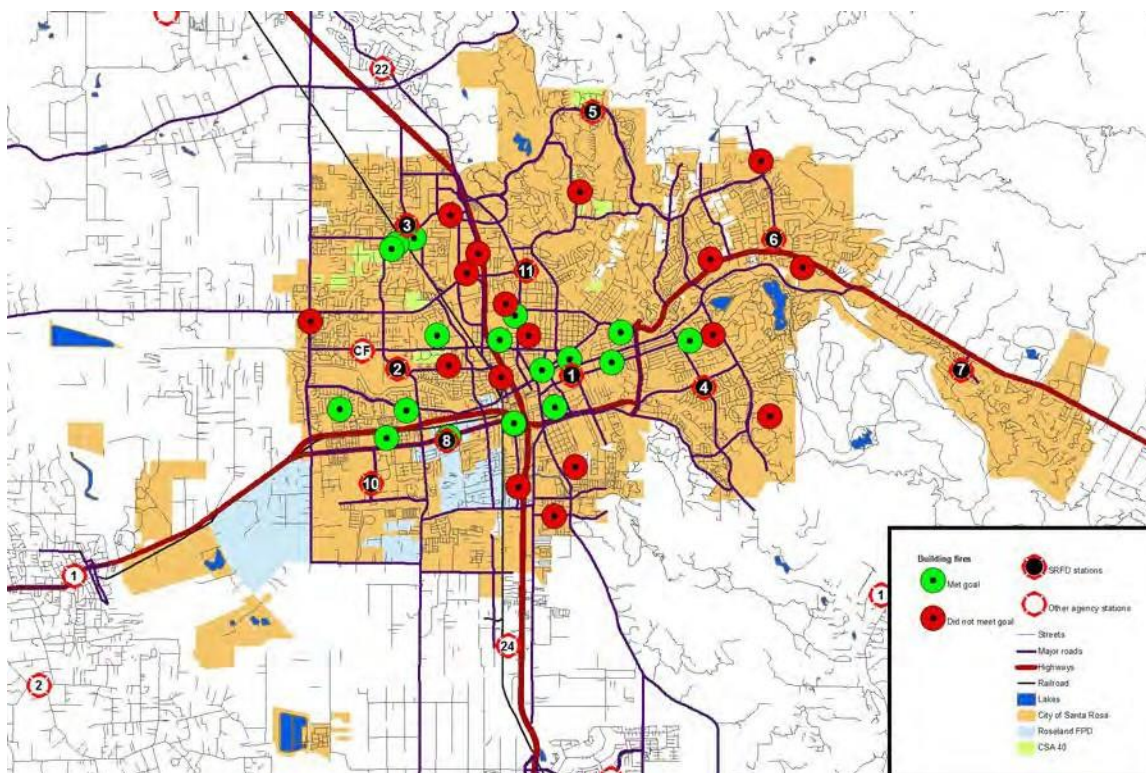 22
5
3
6
11
CF
2
1
7
4
8
10
1
1
24
2
Building fires
Met goal
Did not meet goal
SRFD stations
Other agency stations
Streets
Major roads
Highways
Railroad
Lakes
City of Santa Rosa
Roseland FPD
CSA 40